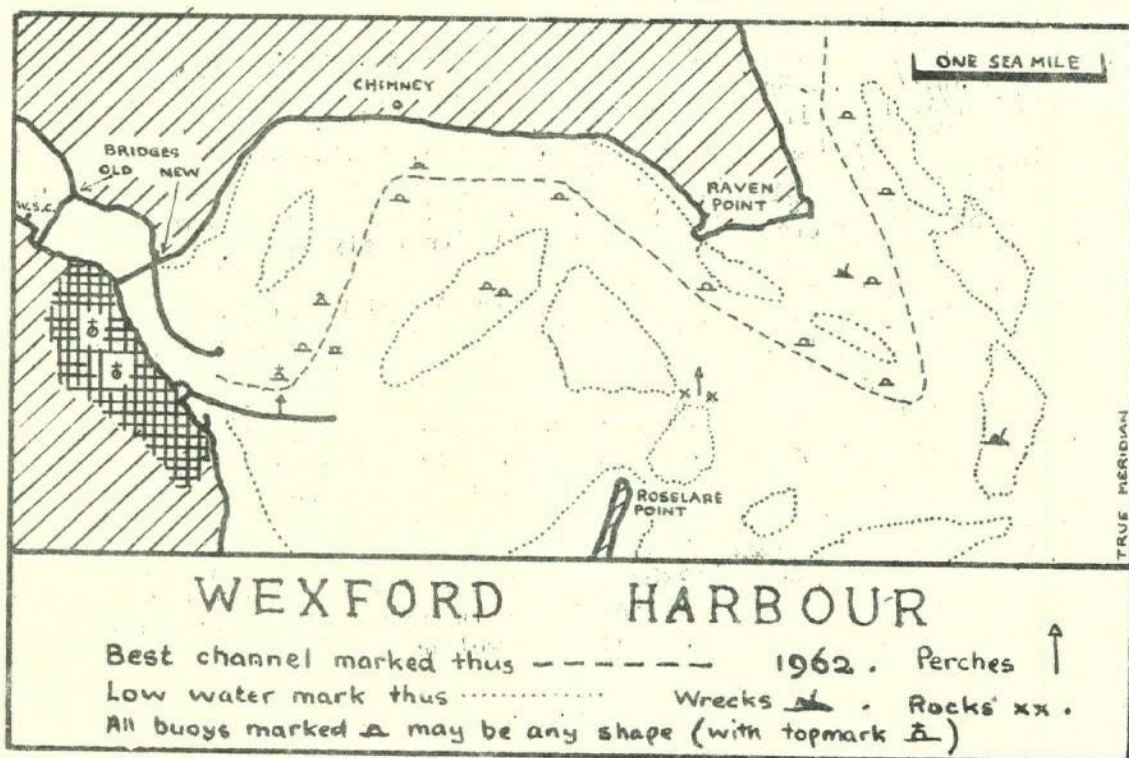 ONE SEA MILE
CHIMNEY
BRIDGES
OLD NEW
W.S.C.
RAVEN
POINT
ROSSLARE
POINT
TRUE MERIDIAN
WEXFORD HARBOUR
Best channel marked thus 1962. Perches
Low water mark thus Wrecks . Rocks xx.
All buoys marked may be any shape (with topmark )